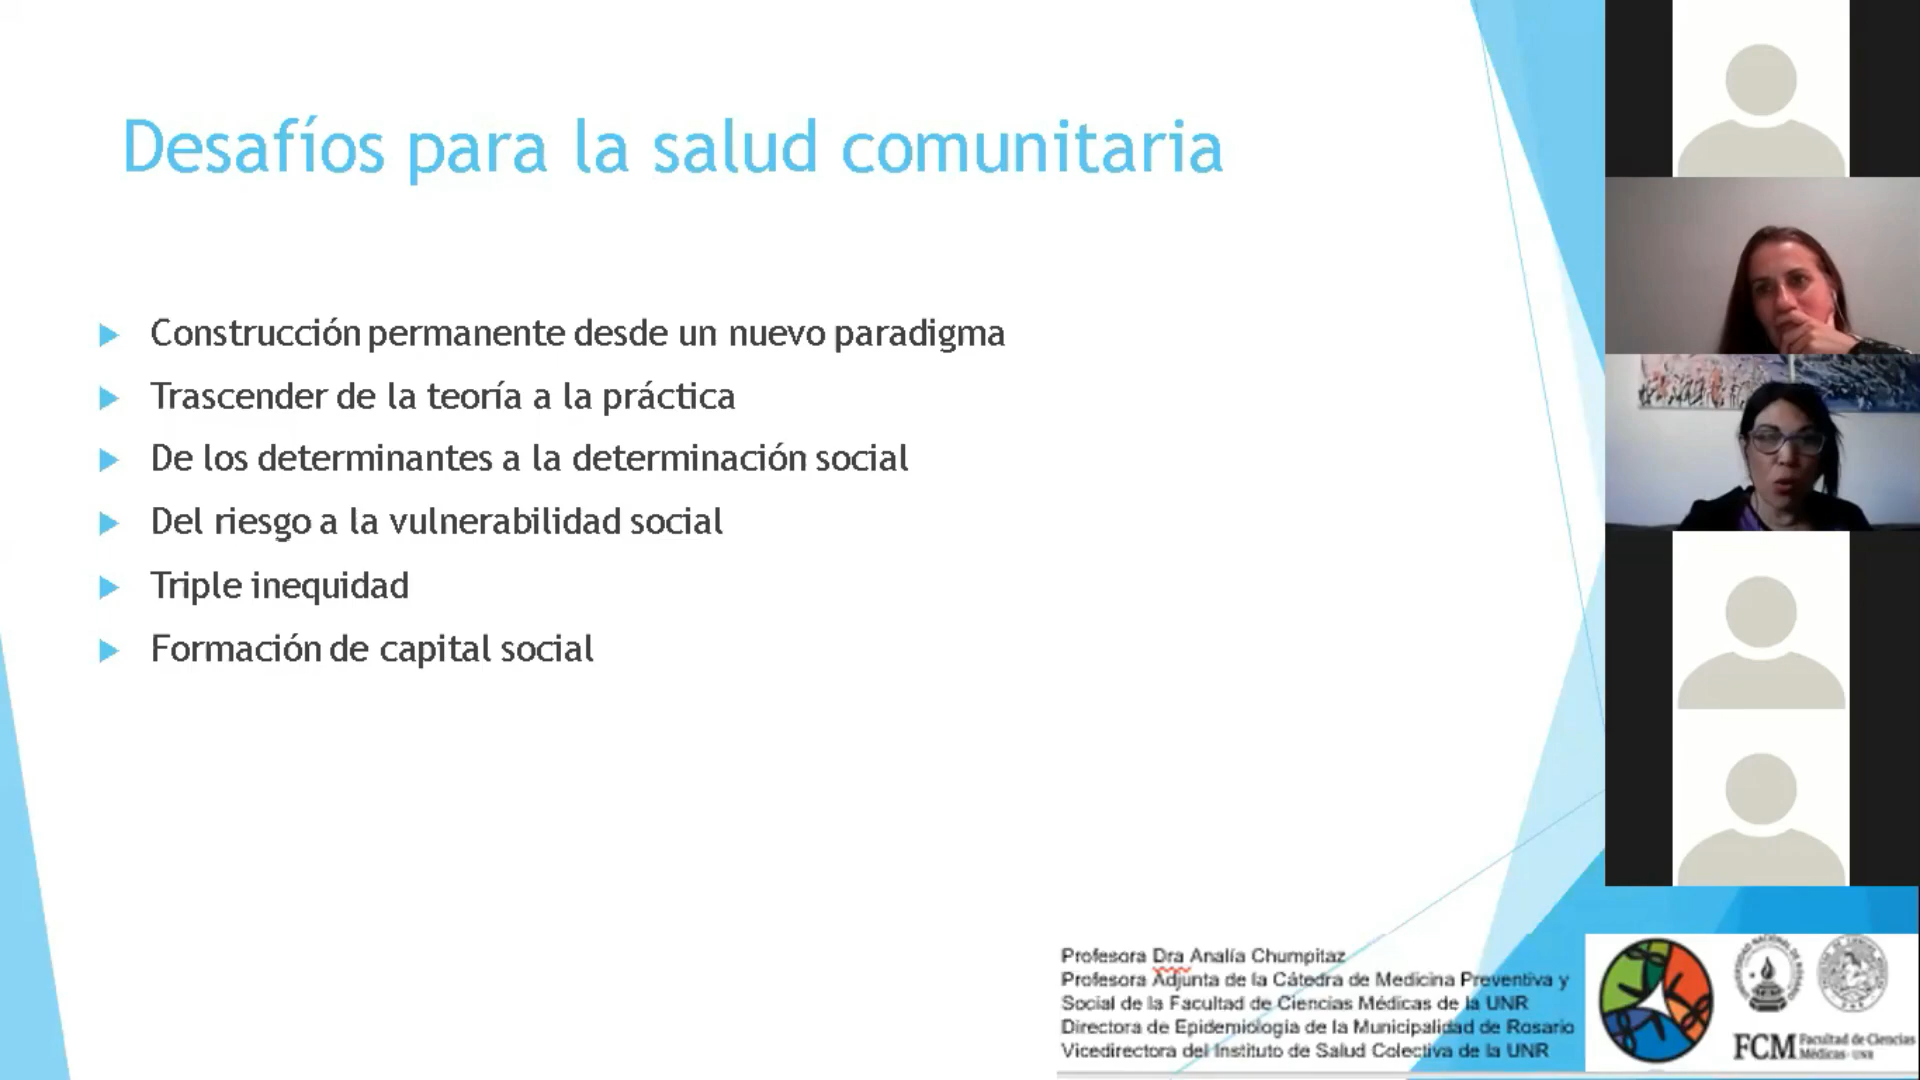 Desafíos para la salud comunitaria
Construcción permanente desde un nuevo paradigma
Trascender de la teoría a la práctica
De los determinantes a la determinación social
Del riesgo a la vulnerabilidad social
Triple inequidad
Formación de capital social
Profesora Dra Analía Chumpitaz
Profesora Adjunta de la Cátedra de Medicina Preventiva y
Social de la Facultad de Ciencias Médicas de la UNR
Directora de Epidemiologia de la Municipalidad de Rosario
Vicedirectora del Instituto de Salud Colectiva de la UNR
FCM Facultad de Ciencias
Médicas - UNR